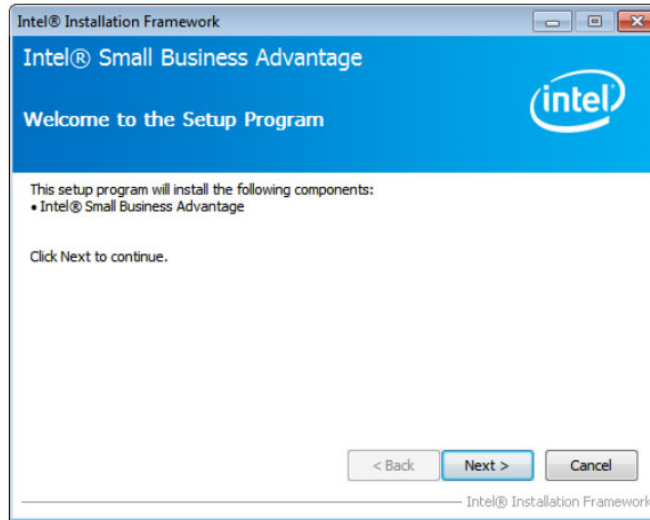 Intel® Installation Framework
Intel® Small Business Advantage
intel
Welcome to the Setup Program
This setup program will install the following components:
• Intel® Small Business Advantage
Click Next to continue.
< Back Next > Cancel
Intel® Installation Framework